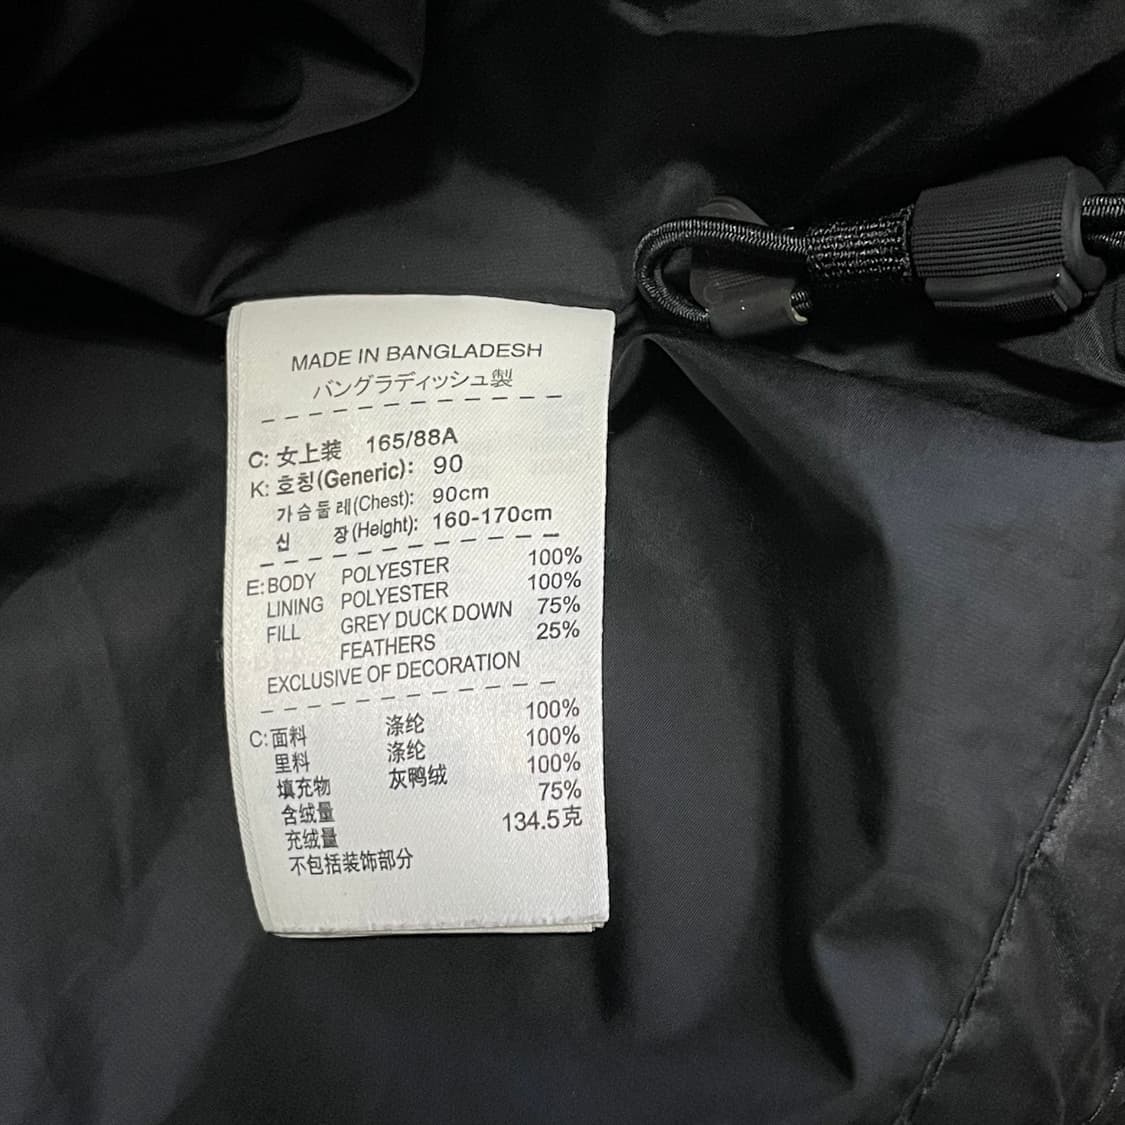 MADE IN BANGLADESH
バングラディッシュ製
C: 女上装 165/88A
K: 호칭(Generic): 90
가슴둘레(Chest): 90cm
신 장(Height): 160-170cm
E: BODY POLYESTER 100%
LINING POLYESTER 100%
FILL GREY DUCK DOWN 75%
FEATHERS 25%
EXCLUSIVE OF DECORATION
C: 面料 涤纶 100%
里料 涤纶 100%
填充物 灰鸭绒 100%
含绒量 75%
充绒量 134.5克
不包括装饰部分